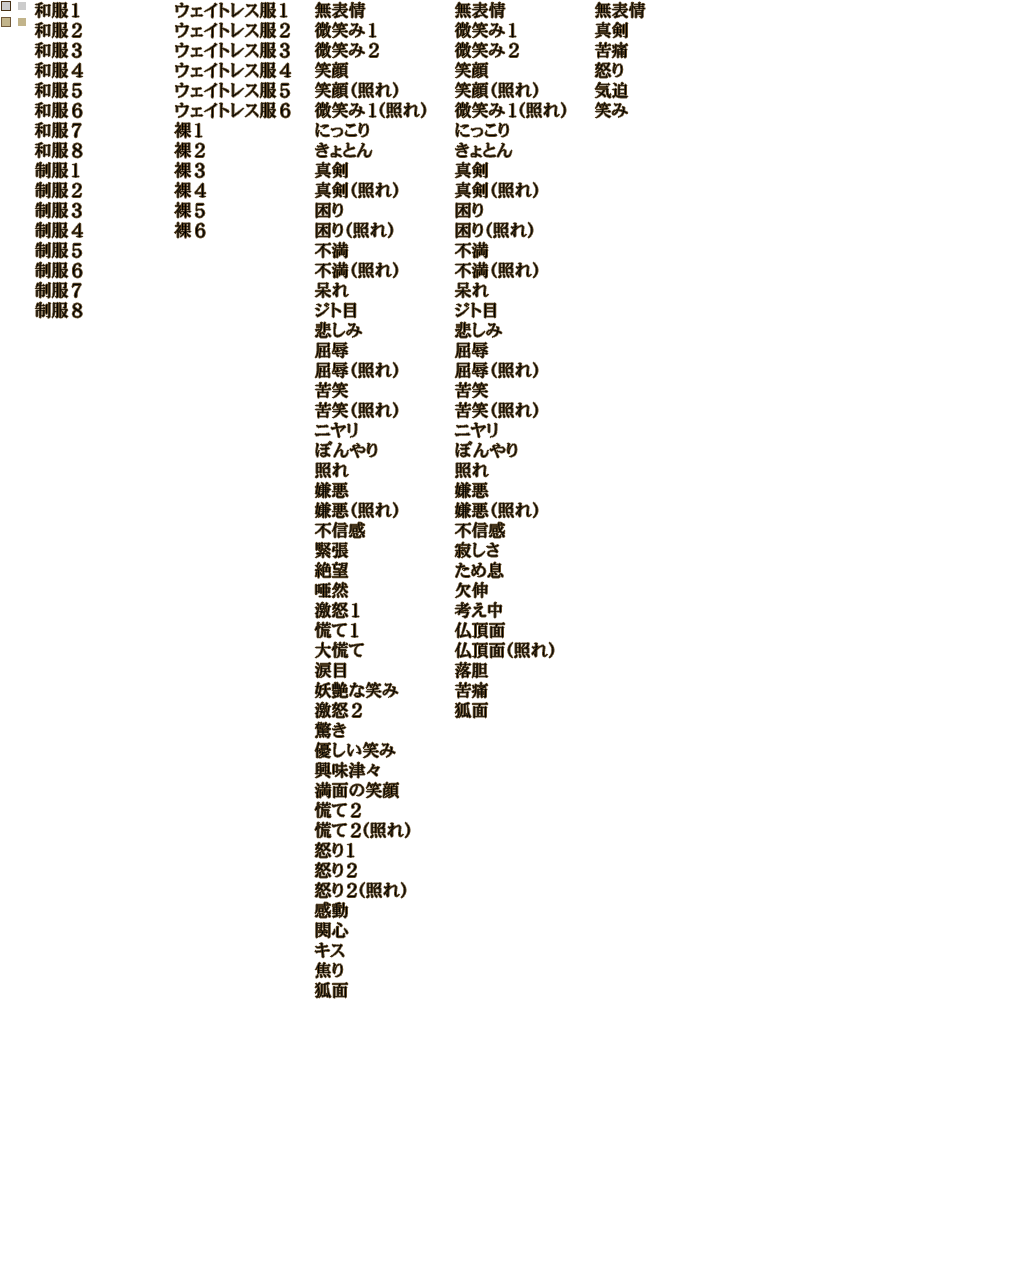 和服1
和服2
和服3
和服4
和服5
和服6
和服7
和服8
制服1
制服2
制服3
制服4
制服5
制服6
制服7
制服8
ウェイトレス服1
ウェイトレス服2
ウェイトレス服3
ウェイトレス服4
ウェイトレス服5
ウェイトレス服6
裸1
裸2
裸3
裸4
裸5
裸6
無表情
微笑み1
微笑み2
笑顔
笑顔(照れ)
微笑み1(照れ)
にっこり
きょとん
真剣
真剣(照れ)
困り
困り(照れ)
不満
不満(照れ)
呆れ
ジト目
悲しみ
屈辱
屈辱(照れ)
苦笑
苦笑(照れ)
ニヤリ
ぼんやり
照れ
嫌悪
嫌悪(照れ)
不信感
緊張
絶望
唖然
激怒1
慌て1
大慌て
涙目
妖艶な笑み
激怒2
驚き
優しい笑み
興味津々
満面の笑顔
慌て2
慌て2(照れ)
怒り1
怒り2
怒り2(照れ)
感動
関心
キス
焦り
狐面
無表情
微笑み1
微笑み2
笑顔
笑顔(照れ)
微笑み1(照れ)
にっこり
きょとん
真剣
真剣(照れ)
困り
困り(照れ)
不満
不満(照れ)
呆れ
ジト目
悲しみ
屈辱
屈辱(照れ)
苦笑
苦笑(照れ)
ニヤリ
ぼんやり
照れ
嫌悪
嫌悪(照れ)
不信感
寂しさ
ため息
欠伸
考え中
仏頂面
仏頂面(照れ)
落胆
苦痛
狐面
無表情
真剣
苦痛
怒り
気迫
笑み